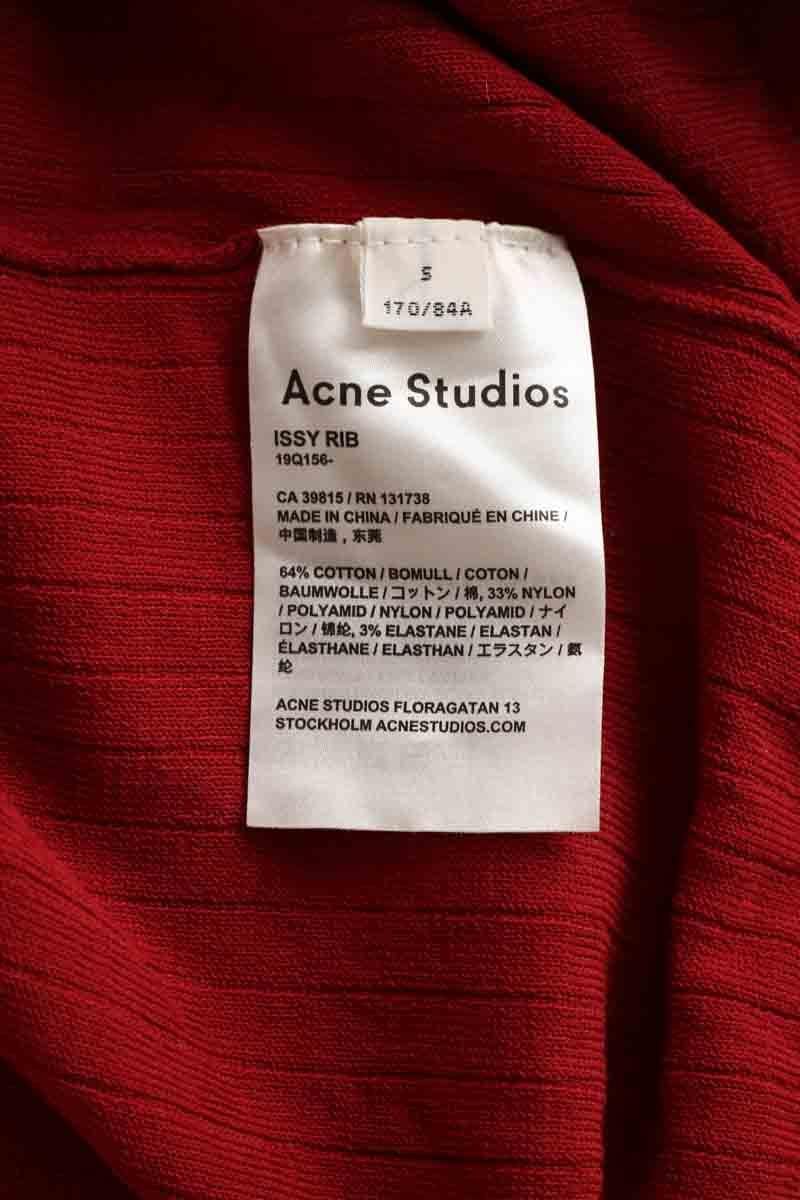 S
170/84A
Acne Studios
ISSY RIB
19Q156-
CA 39815 / RN 131738
MADE IN CHINA / FABRIQUÉ EN CHINE /
中国制造，东莞
64% COTTON / BOMULL / COTON /
BAUMWOLLE / コットン / 棉, 33% NYLON
/ POLYAMID / NYLON / POLYAMID / ナイ
ロン / 锦纶, 3% ELASTANE / ELASTAN /
ÉLASTHANE / ELASTHAN / エラスタン / 氨
纶
ACNE STUDIOS FLORAGATAN 13
STOCKHOLM ACNESTUDIOS.COM